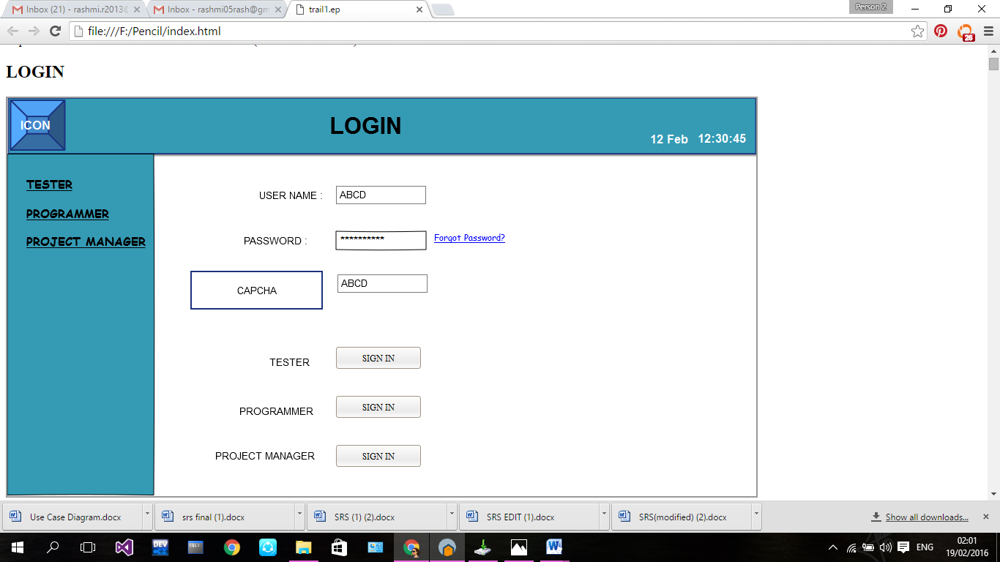 Inbox (21) - rashmi.r2013@
Inbox - rashmi05rash@gm
trail1.ep
Person 2
file:///F:/Pencil/index.html
26
LOGIN
ICON
LOGIN
12 Feb 12:30:45
TESTER
PROGRAMMER
PROJECT MANAGER
USER NAME :
ABCD
PASSWORD :
**********
Forgot Password?
CAPCHA
ABCD
TESTER
SIGN IN
PROGRAMMER
SIGN IN
PROJECT MANAGER
SIGN IN
Use Case Diagram.docx
srs final (1).docx
SRS (1) (2).docx
SRS EDIT (1).docx
SRS(modified) (2).docx
Show all downloads...
DEV
SQL>
ENG
02:01
19/02/2016